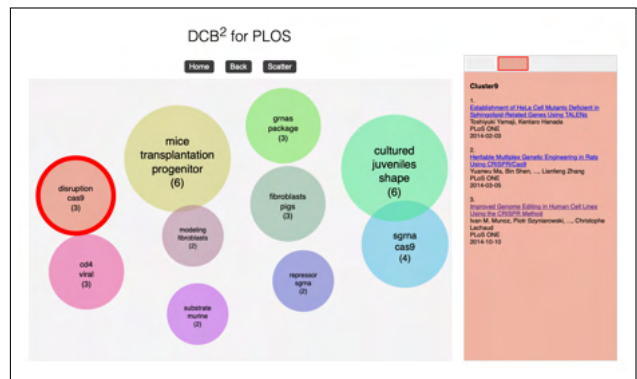 DCB² for PLOS
Home Back Scatter
mice
transplantation
progenitor
(6)
grnas
package
(3)
cultured
juveniles
shape
(6)
disruption
cas9
(3)
modeling
fibroblasts
(2)
fibroblasts
pigs
(3)
sgrna
cas9
(4)
cd4
viral
(3)
substrate
murine
(2)
repressor
sgrna
(2)
Cluster9
1.
Establishment of HeLa Cell Mutants Deficient in
Sphingolipid-Related Genes Using TALENs
Toshiyuki Yamaji, Kentaro Hanada
PLoS ONE
2014-02-03
2.
Heritable Multiplex Genetic Engineering in Rats
Using CRISPR/Cas9
Yuanwu Ma, Bin Shen, ..., Lianfeng Zhang
PLoS ONE
2014-03-05
3.
Improved Genome Editing in Human Cell Lines
Using the CRISPR Method
Ivan M. Munoz, Piotr Szyniarowski, ..., Christophe
Lachaud
PLoS ONE
2014-10-10